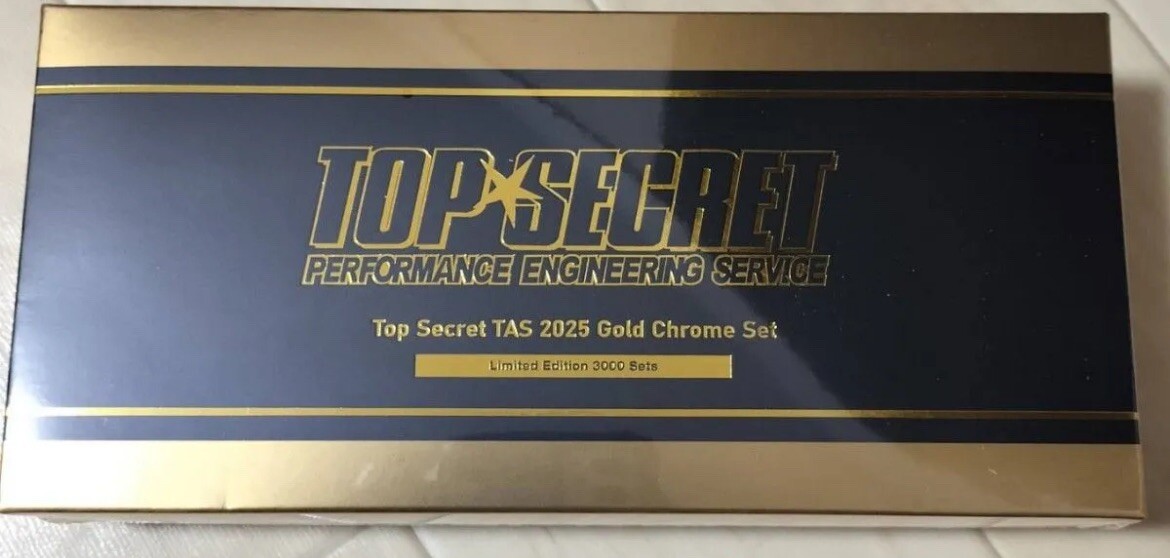 TOP SECRET
PERFORMANCE ENGINEERING SERVICE
Top Secret TAS 2025 Gold Chrome Set
Limited Edition 3000 Sets